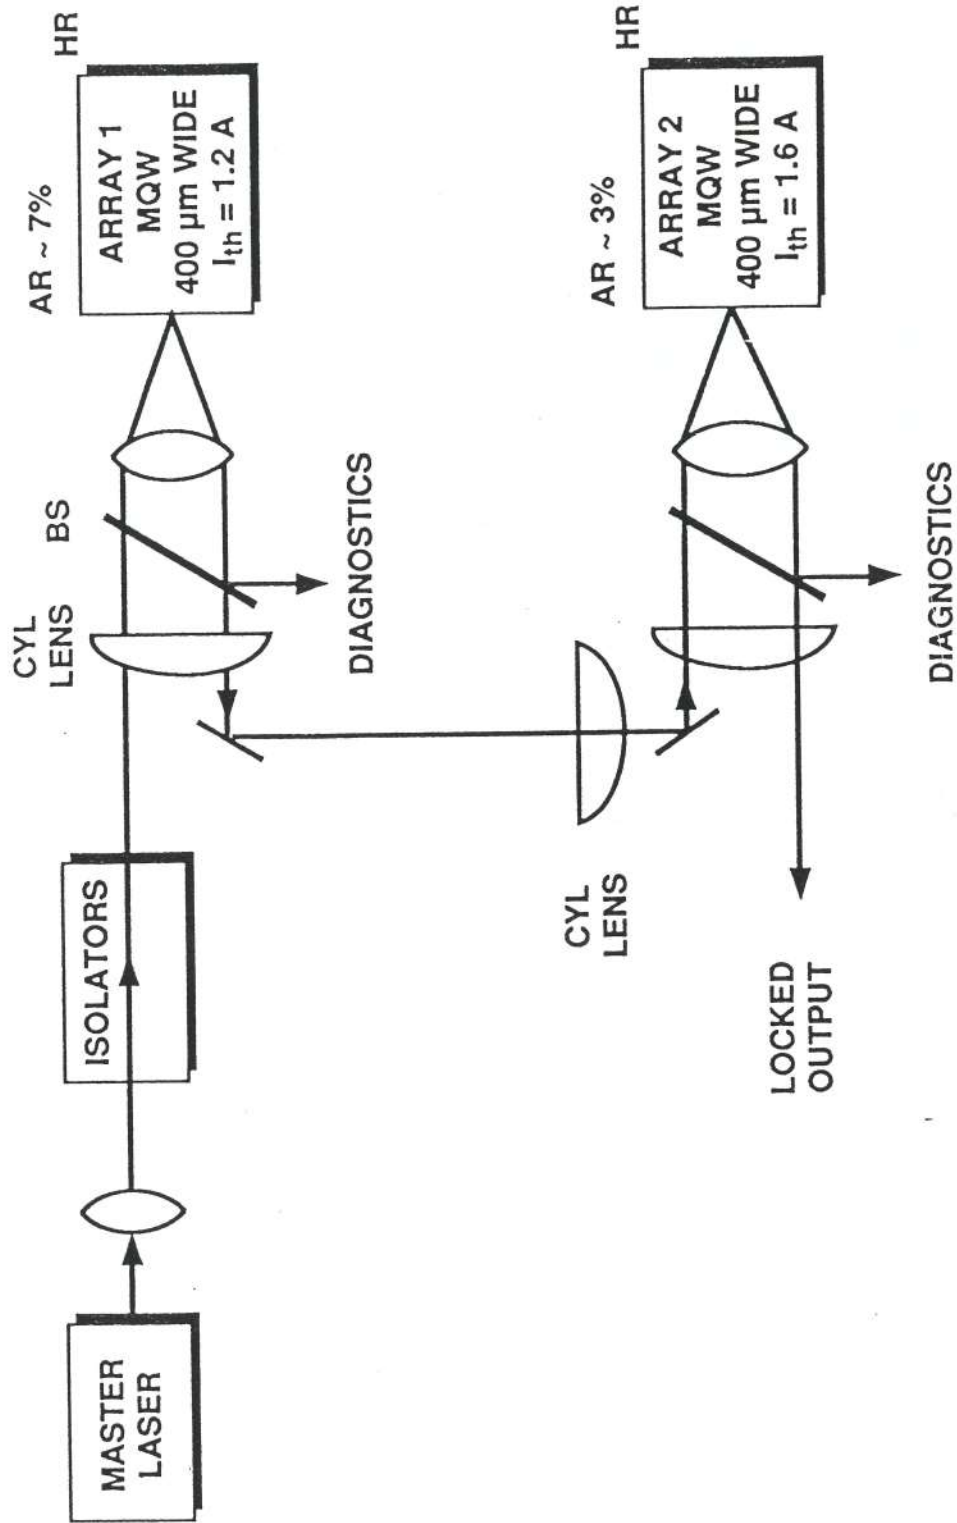 MASTER
LASER
ISOLATORS
CYL
LENS
BS
AR ~ 7%
HR
ARRAY 1
MQW
400 µm WIDE
I_th = 1.2 A
DIAGNOSTICS
CYL
LENS
AR ~ 3%
HR
ARRAY 2
MQW
400 µm WIDE
I_th = 1.6 A
LOCKED
OUTPUT
DIAGNOSTICS